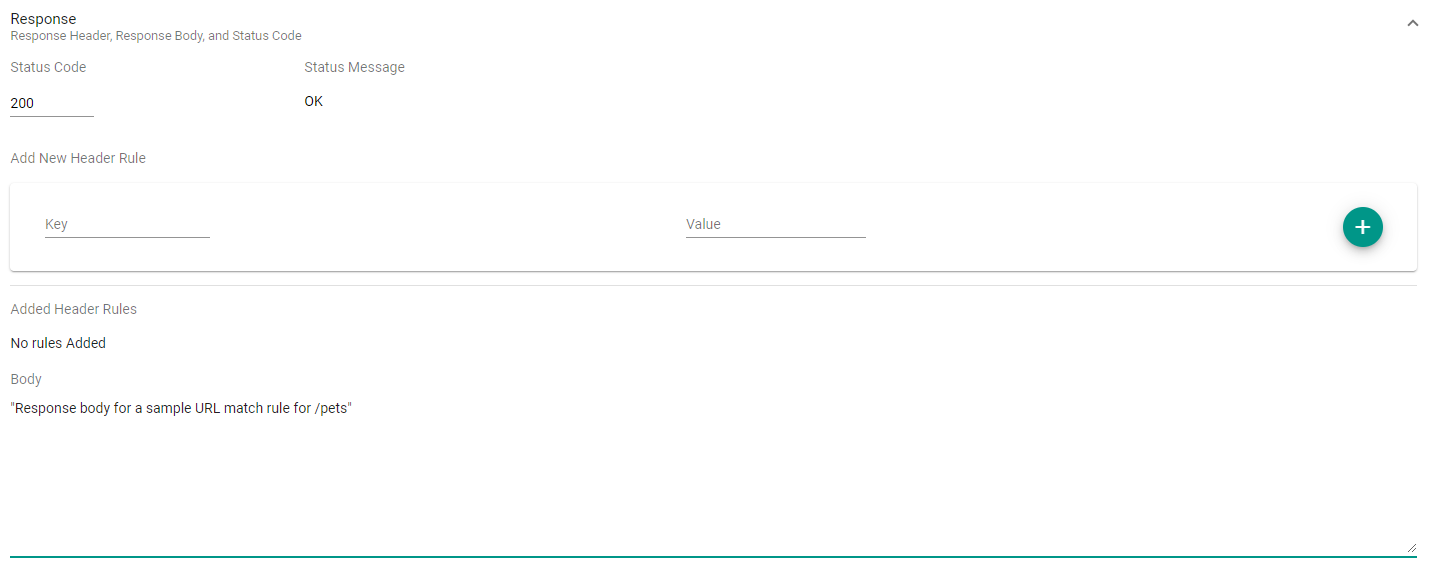 Response
Response Header, Response Body, and Status Code
Status Code Status Message
200 OK
Add New Header Rule
Key Value
Added Header Rules
No rules Added
Body
"Response body for a sample URL match rule for /pets"